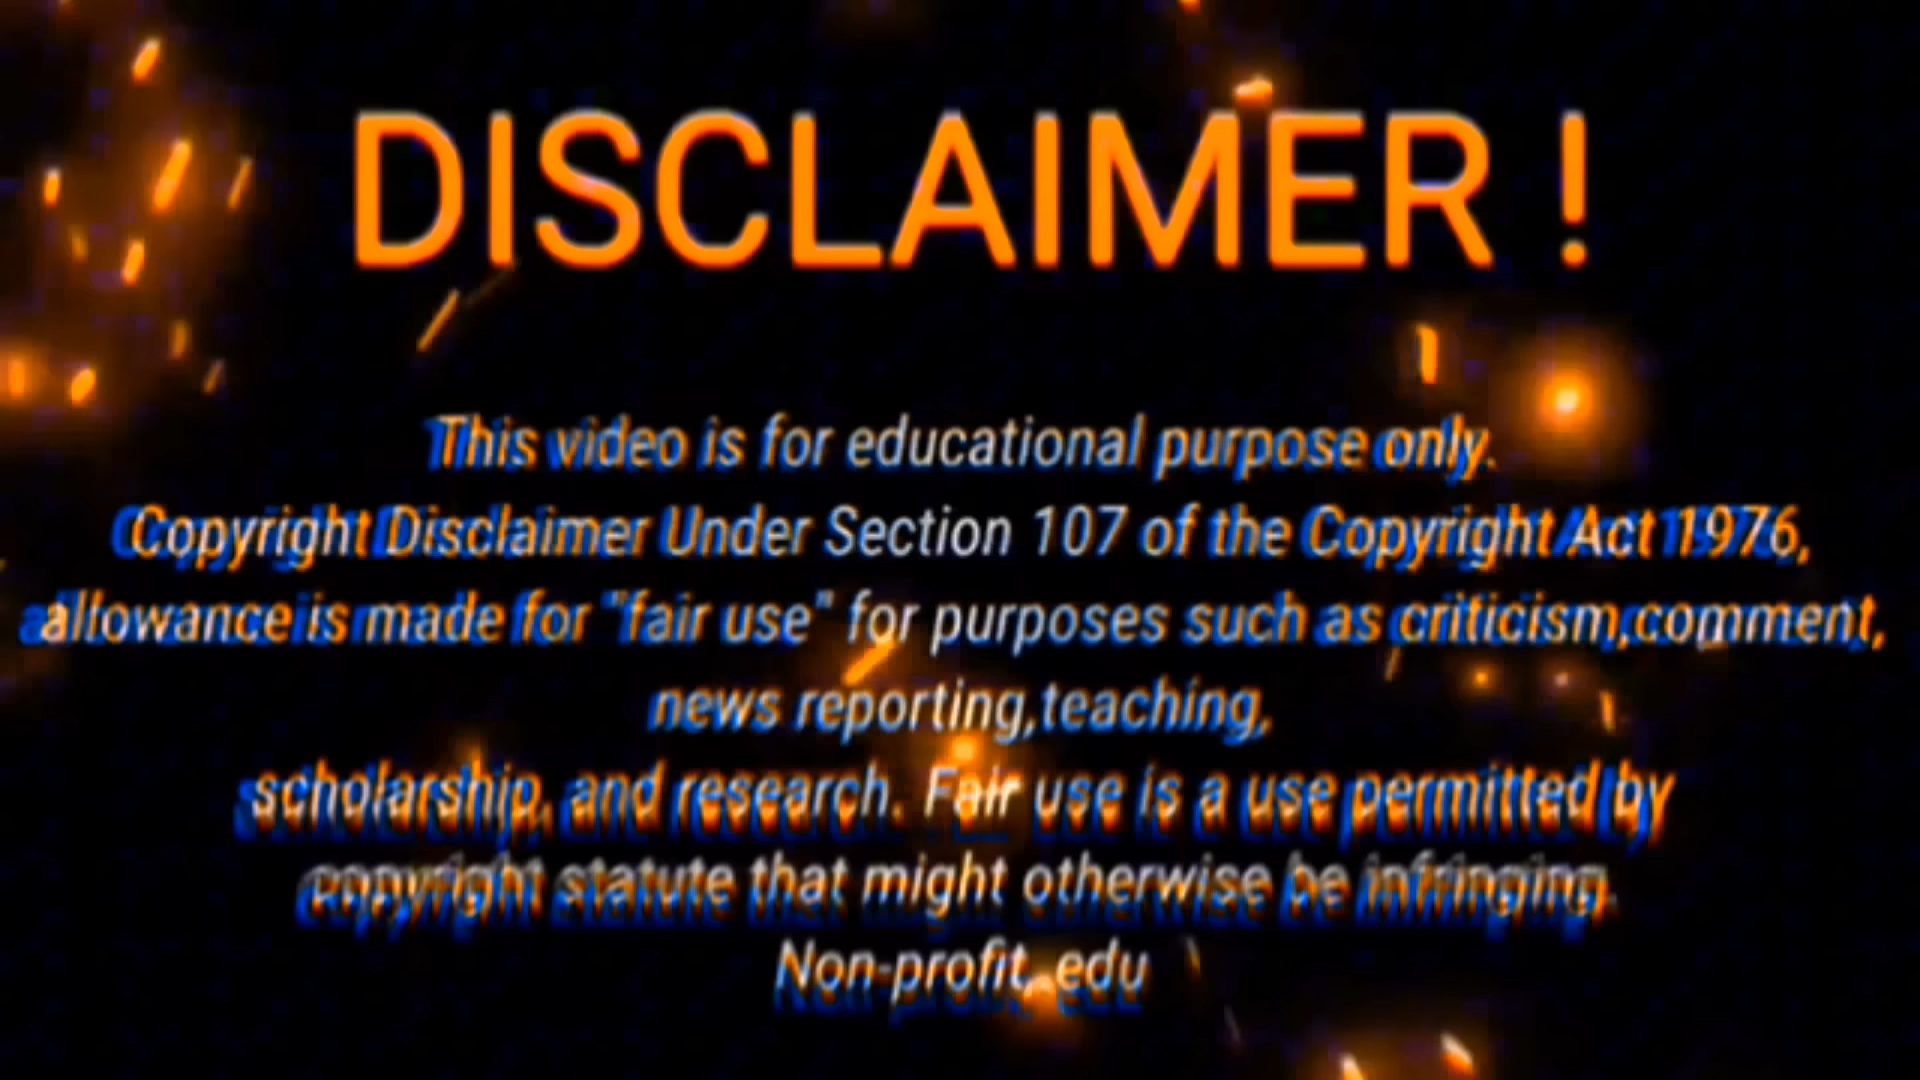 DISCLAIMER !
This video is for educational purpose only.
Copyright Disclaimer Under Section 107 of the Copyright Act 1976,
allowance is made for "fair use" for purposes such as criticism,comment,
news reporting,teaching,
scholarship, and research. Fair use is a use permitted by
copyright statute that might otherwise be infringing.
Non-profit, edu